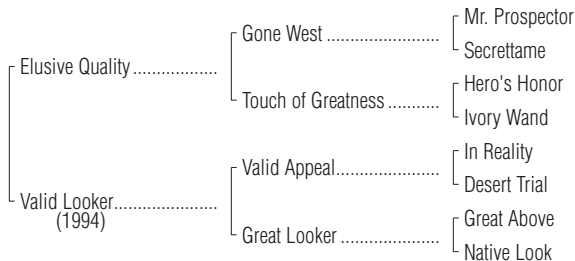 Mr. Prospector
Gone West ......................
Secrettame
Elusive Quality .................
Hero's Honor
Touch of Greatness ...........
Ivory Wand
In Reality
Valid Appeal.....................
Desert Trial
Valid Looker.....................
(1994)
Great Above
Great Looker ....................
Native Look